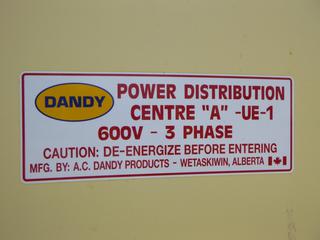 DANDY
POWER DISTRIBUTION
CENTRE "A" -UE-1
600V - 3 PHASE
CAUTION: DE-ENERGIZE BEFORE ENTERING
MFG. BY: A.C. DANDY PRODUCTS - WETASKIWIN, ALBERTA